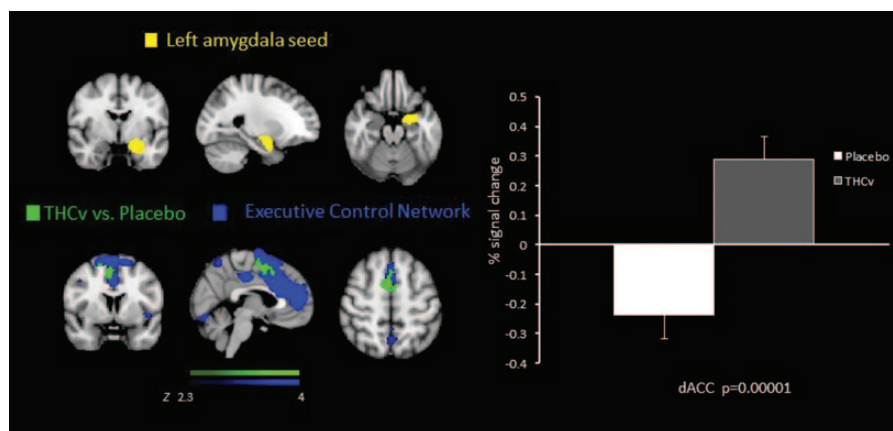 Left amygdala seed
THCv vs. Placebo
Executive Control Network
Z 2.3
4
% signal change
0.5
0.4
0.3
0.2
0.1
0
-0.1
-0.2
-0.3
-0.4
Placebo
THCv
dACC p=0.00001